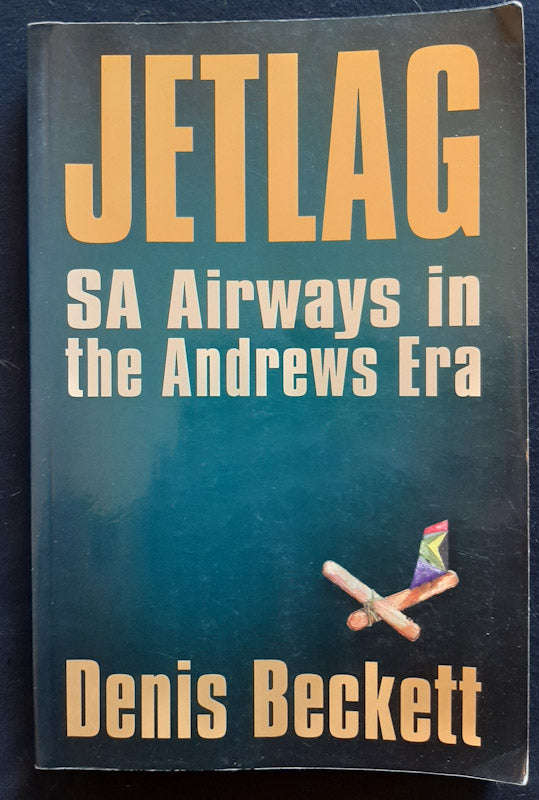 JETLAG
SA Airways in
the Andrews Era
Denis Beckett